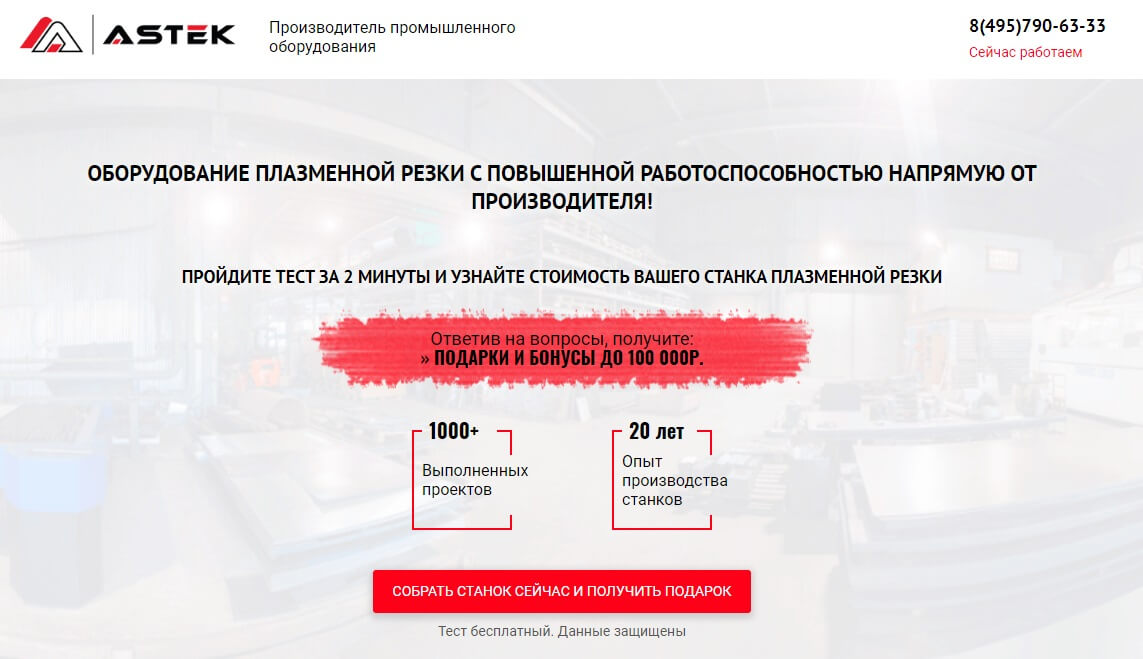 ASTEK
Производитель промышленного
оборудования
8(495)790-63-33
Сейчас работаем
ОБОРУДОВАНИЕ ПЛАЗМЕННОЙ РЕЗКИ С ПОВЫШЕННОЙ РАБОТОСПОСОБНОСТЬЮ НАПРЯМУЮ ОТ
ПРОИЗВОДИТЕЛЯ!
ПРОЙДИТЕ ТЕСТ ЗА 2 МИНУТЫ И УЗНАЙТЕ СТОИМОСТЬ ВАШЕГО СТАНКА ПЛАЗМЕННОЙ РЕЗКИ
Ответив на вопросы, получите:
» ПОДАРКИ И БОНУСЫ ДО 100 000Р.
1000+
Выполненных
проектов
20 лет
Опыт
производства
станков
СОБРАТЬ СТАНОК СЕЙЧАС И ПОЛУЧИТЬ ПОДАРОК
Тест бесплатный. Данные защищены